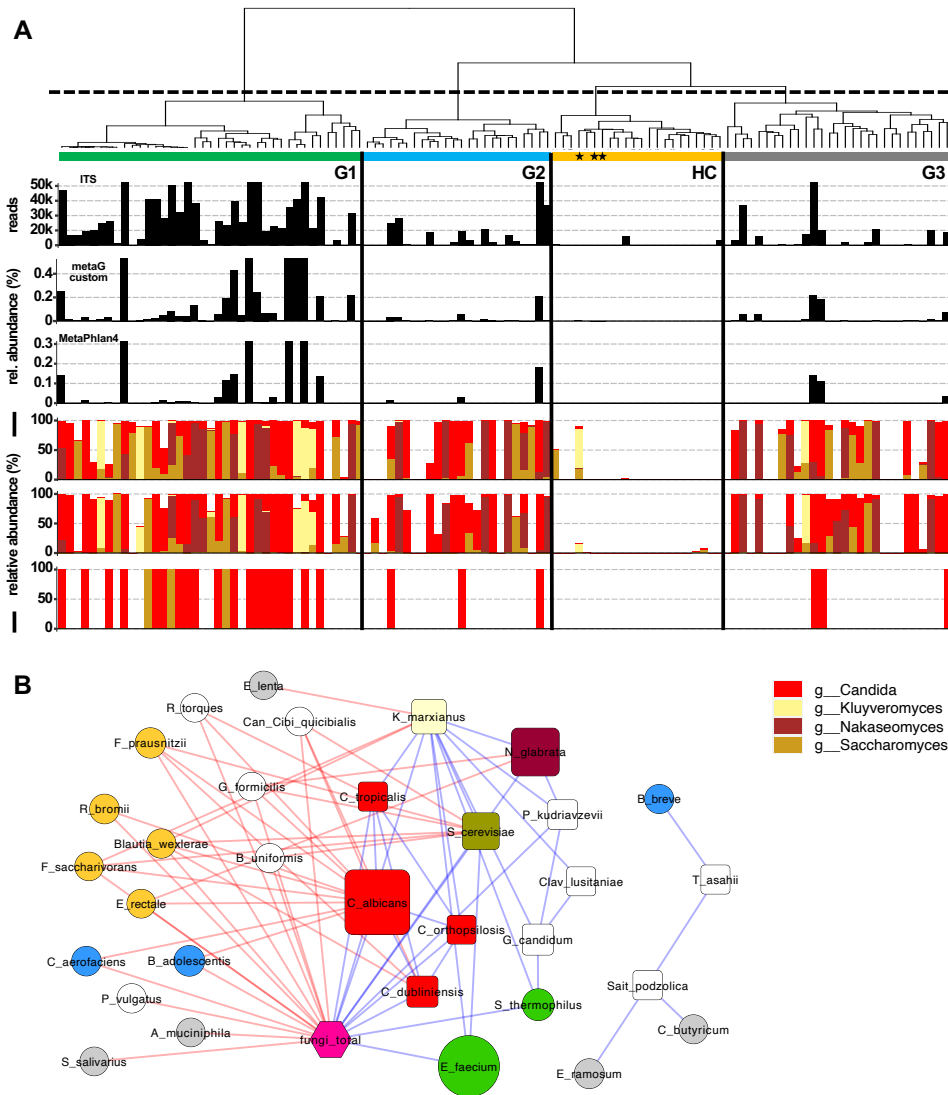 A
G1
G2
HC
G3
ITS
50k
40k
30k
20k
10k
0
reads
metaG
custom
0.4
0.2
0
MetaPhlan4
0.3
0.2
0.1
0
rel. abundance (%)
100
50
0
100
50
0
100
50
0
relative abundance (%)
B
g__Candida
g__Kluyveromyces
g__Nakaseomyces
g__Saccharomyces
E_lenta
R_torques
Can_Cibi_quicibialis
K_marxianus
F_prausnitzii
N_glabrata
G_formicilis
C_tropicalis
B_breve
R_bromii
P_kudriavzevii
S_cerevisiae
Blautia_wexlerae
B_uniformis
F_saccharivorans
Clav_lusitaniae
T_asahii
E_rectale
C_albicans
C_orthopsilosis
G_candidum
C_aerofaciens
B_adolescentis
Sait_podzolica
C_dubliniensis
P_vulgatus
S_thermophilus
C_butyricum
A_muciniphila
fungi_total
S_salivarius
E_faecium
E_ramosum